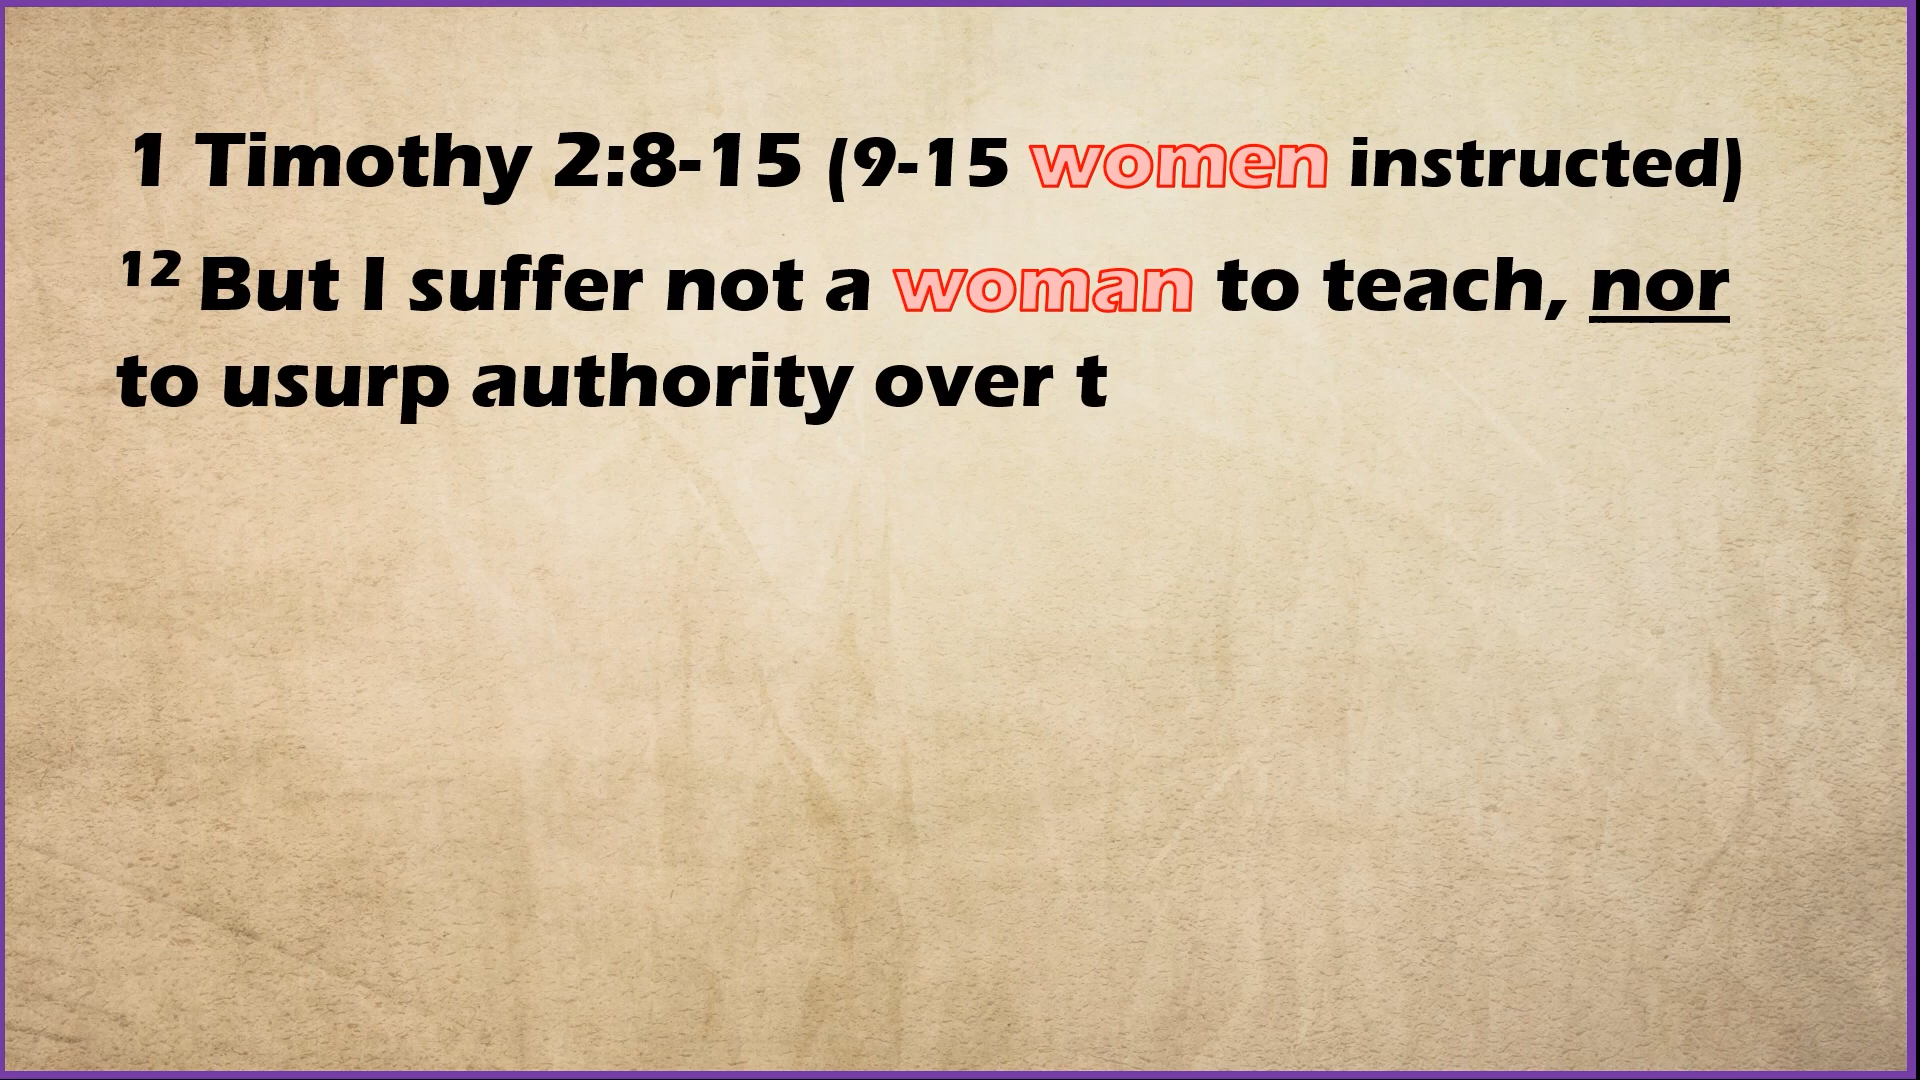 1 Timothy 2:8-15 (9-15 women instructed)
12 But I suffer not a woman to teach, nor
to usurp authority over t